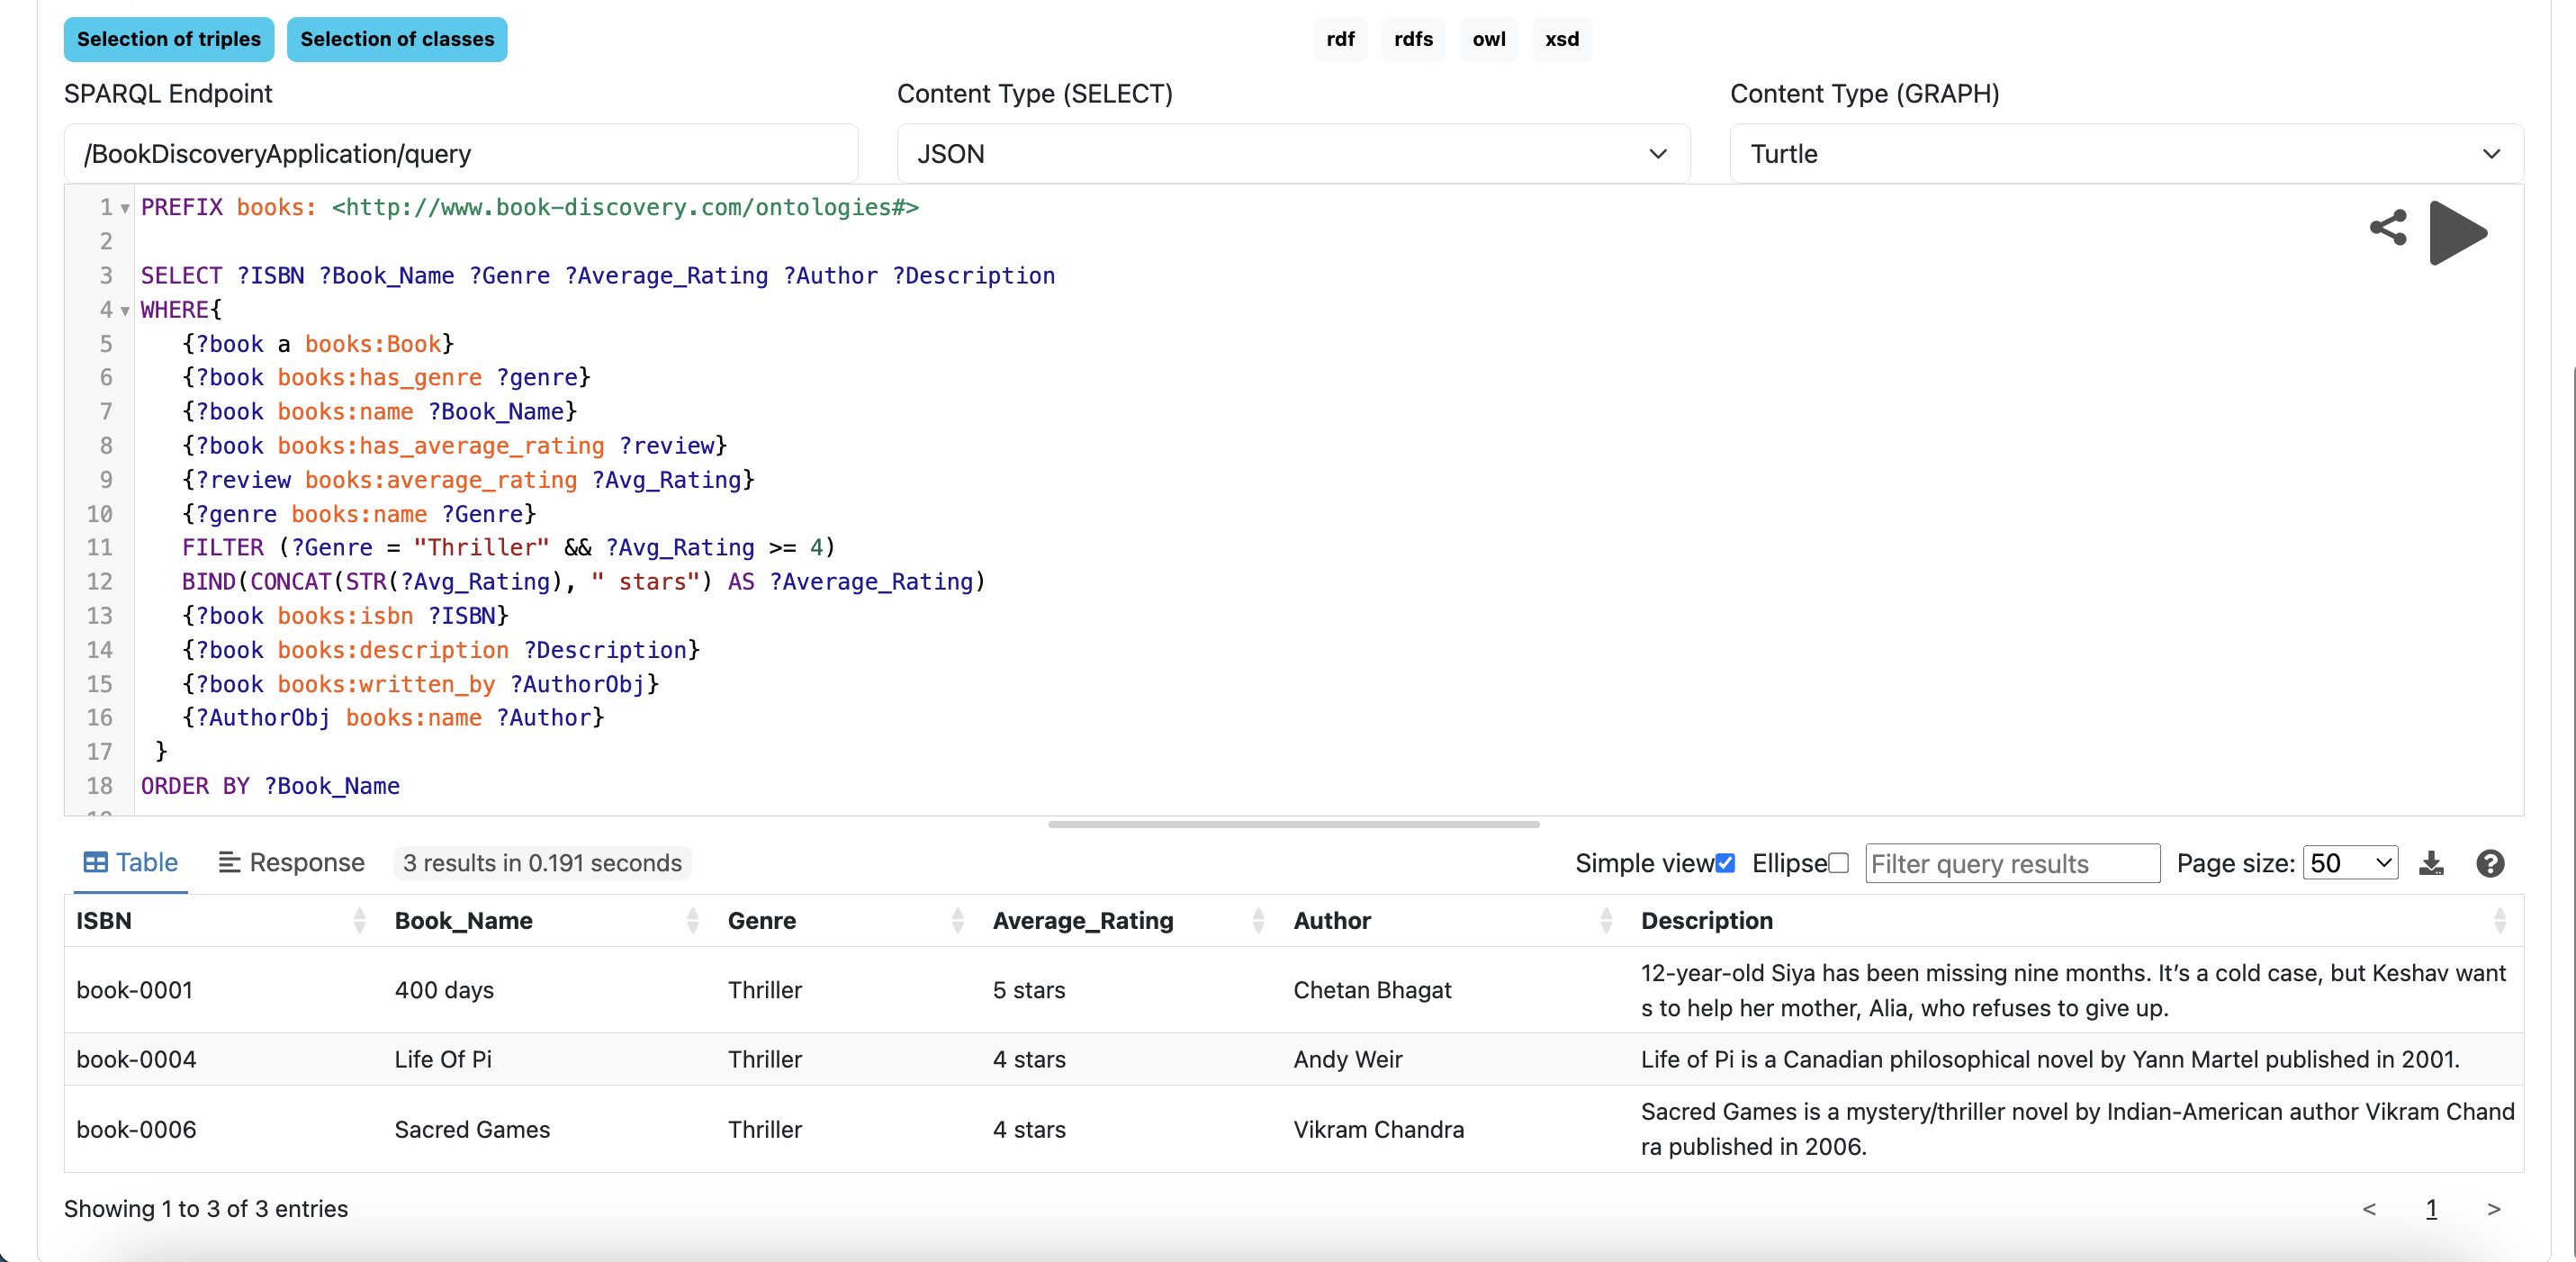 Selection of triples Selection of classes rdf rdfs owl xsd
SPARQL Endpoint Content Type (SELECT) Content Type (GRAPH)
/BookDiscoveryApplication/query JSON Turtle
1 PREFIX books: <http://www.book-discovery.com/ontologies#>
2
3 SELECT ?ISBN ?Book_Name ?Genre ?Average_Rating ?Author ?Description
4 WHERE{
5 {?book a books:Book}
6 {?book books:has_genre ?genre}
7 {?book books:name ?Book_Name}
8 {?book books:has_average_rating ?review}
9 {?review books:average_rating ?Avg_Rating}
10 {?genre books:name ?Genre}
11 FILTER (?Genre = "Thriller" && ?Avg_Rating >= 4)
12 BIND(CONCAT(STR(?Avg_Rating), " stars") AS ?Average_Rating)
13 {?book books:isbn ?ISBN}
14 {?book books:description ?Description}
15 {?book books:written_by ?AuthorObj}
16 {?AuthorObj books:name ?Author}
17 }
18 ORDER BY ?Book_Name
Table Response 3 results in 0.191 seconds Simple view Ellipse Filter query results Page size: 50
ISBN Book_Name Genre Average_Rating Author Description
book-0001 400 days Thriller 5 stars Chetan Bhagat 12-year-old Siya has been missing nine months. It’s a cold case, but Keshav want
s to help her mother, Alia, who refuses to give up.
book-0004 Life Of Pi Thriller 4 stars Andy Weir Life of Pi is a Canadian philosophical novel by Yann Martel published in 2001.
book-0006 Sacred Games Thriller 4 stars Vikram Chandra Sacred Games is a mystery/thriller novel by Indian-American author Vikram Chand
ra published in 2006.
Showing 1 to 3 of 3 entries < 1 >